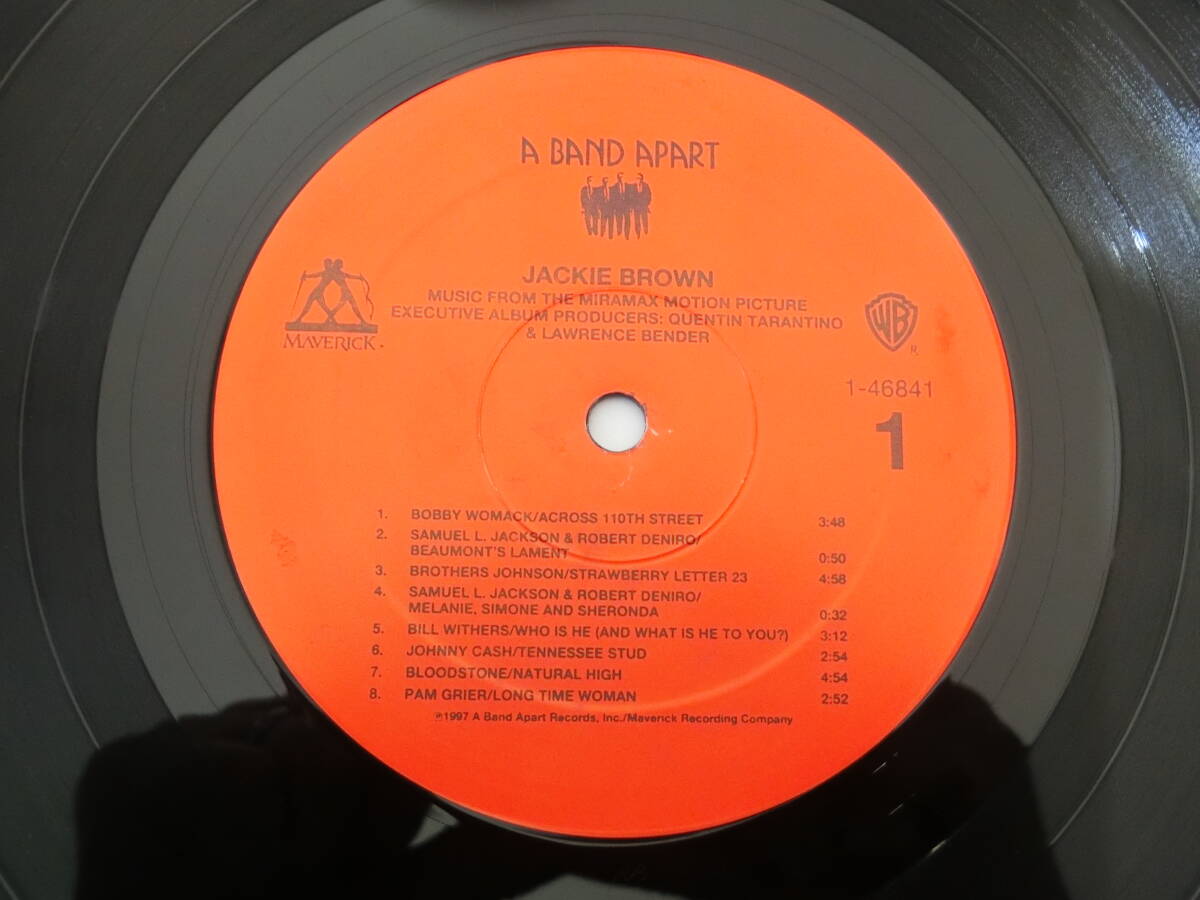 A BAND APART
JACKIE BROWN
MUSIC FROM THE MIRAMAX MOTION PICTURE
EXECUTIVE ALBUM PRODUCERS: QUENTIN TARANTINO
& LAWRENCE BENDER
MAVERICK
WB
R
1-46841
1
1. BOBBY WOMACK/ACROSS 110TH STREET 3:48
2. SAMUEL L. JACKSON & ROBERT DENIRO/
BEAUMONT'S LAMENT 0:50
3. BROTHERS JOHNSON/STRAWBERRY LETTER 23 4:58
4. SAMUEL L. JACKSON & ROBERT DENIRO/
MELANIE, SIMONE AND SHERONDA 0:32
5. BILL WITHERS/WHO IS HE (AND WHAT IS HE TO YOU?) 3:12
6. JOHNNY CASH/TENNESSEE STUD 2:54
7. BLOODSTONE/NATURAL HIGH 4:54
8. PAM GRIER/LONG TIME WOMAN 2:52
℗1997 A Band Apart Records, Inc./Maverick Recording Company